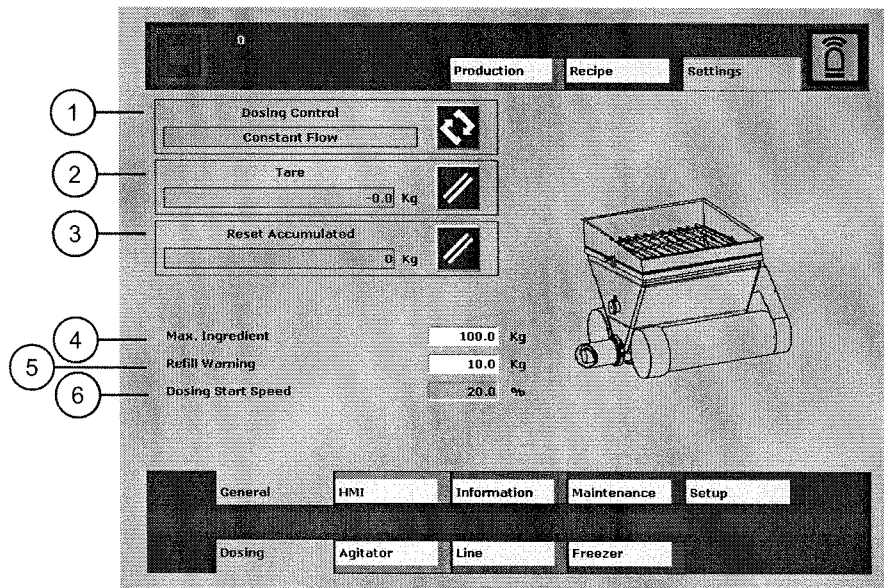 0
Production Recipe Settings
1
Dosing Control
Constant Flow
2
Tare
-0.0 Kg
3
Reset Accumulated
0 Kg
4
Max. Ingredient 100.0 Kg
5
Refill Warning 10.0 Kg
6
Dosing Start Speed 20.0 %
General HMI Information Maintenance Setup
Dosing Agitator Line Freezer